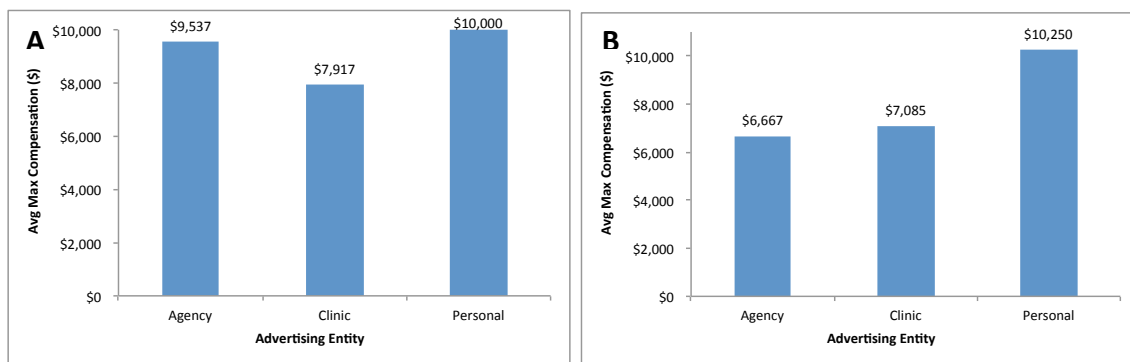 A
Avg Max Compensation ($)
$10,000
$8,000
$6,000
$4,000
$2,000
$0
$9,537
$7,917
$10,000
Agency Clinic Personal
Advertising Entity
B
Avg Max Compensation ($)
$10,000
$8,000
$6,000
$4,000
$2,000
$0
$6,667
$7,085
$10,250
Agency Clinic Personal
Advertising Entity